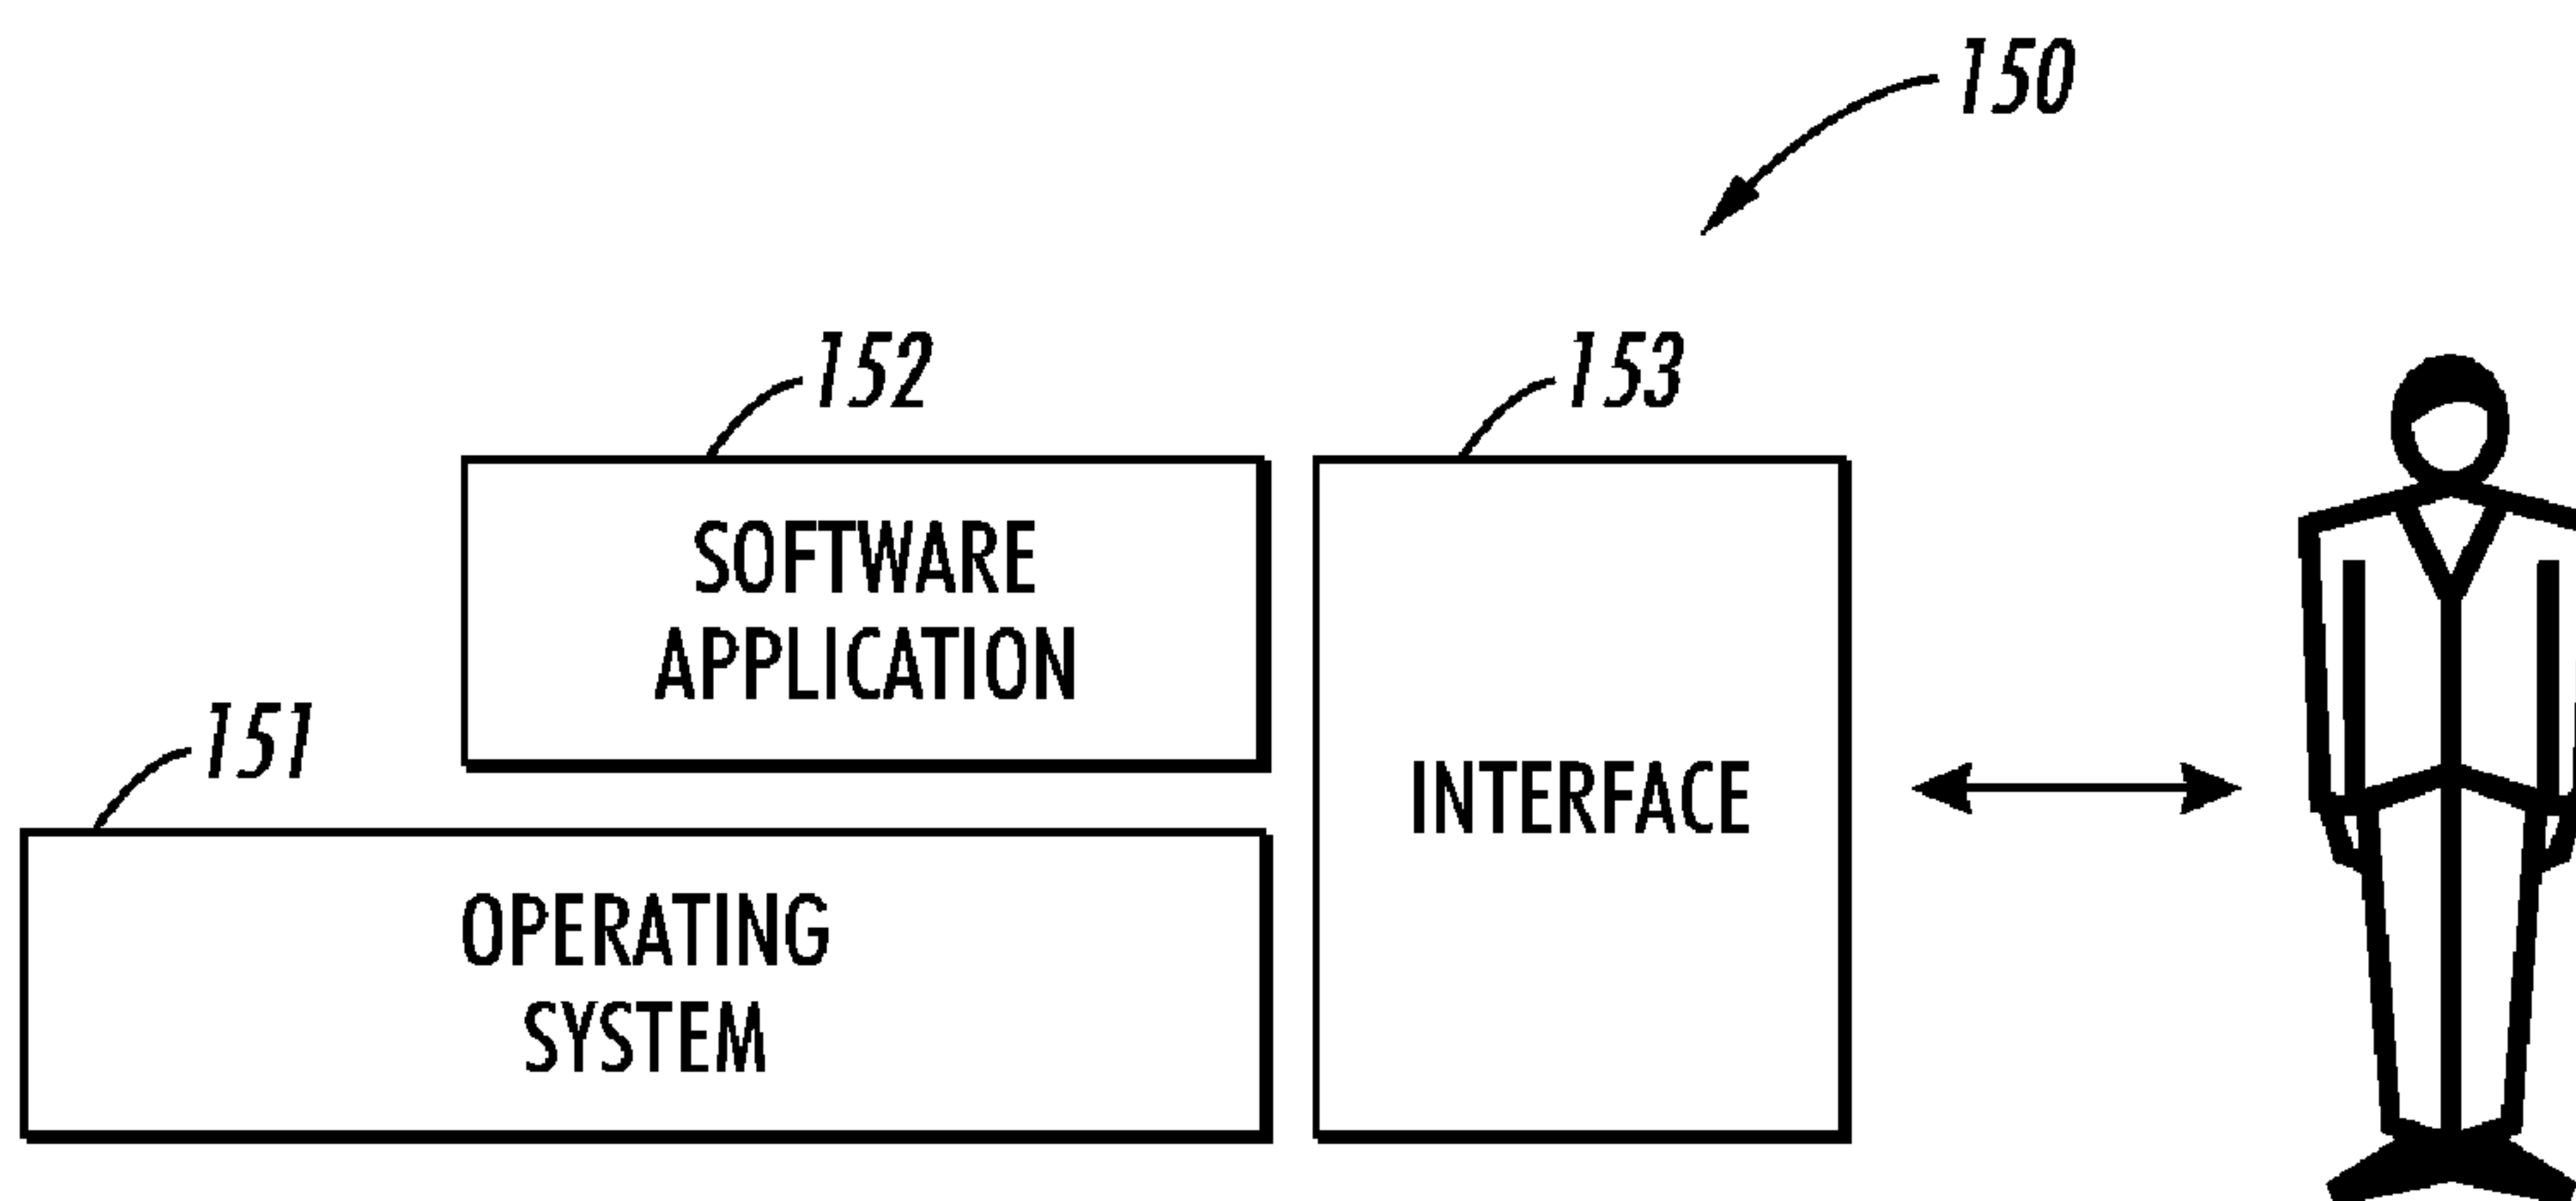 150
152
153
SOFTWARE
APPLICATION
151
INTERFACE
OPERATING
SYSTEM